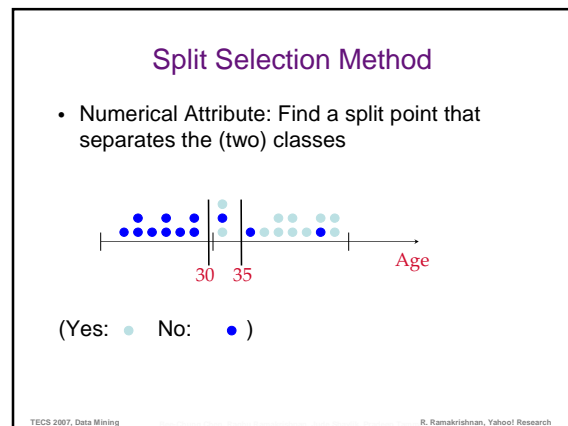 Split Selection Method
• Numerical Attribute: Find a split point that
separates the (two) classes
Age
30 35
(Yes: No: )
TECS 2007, Data Mining R. Ramakrishnan, Yahoo! Research